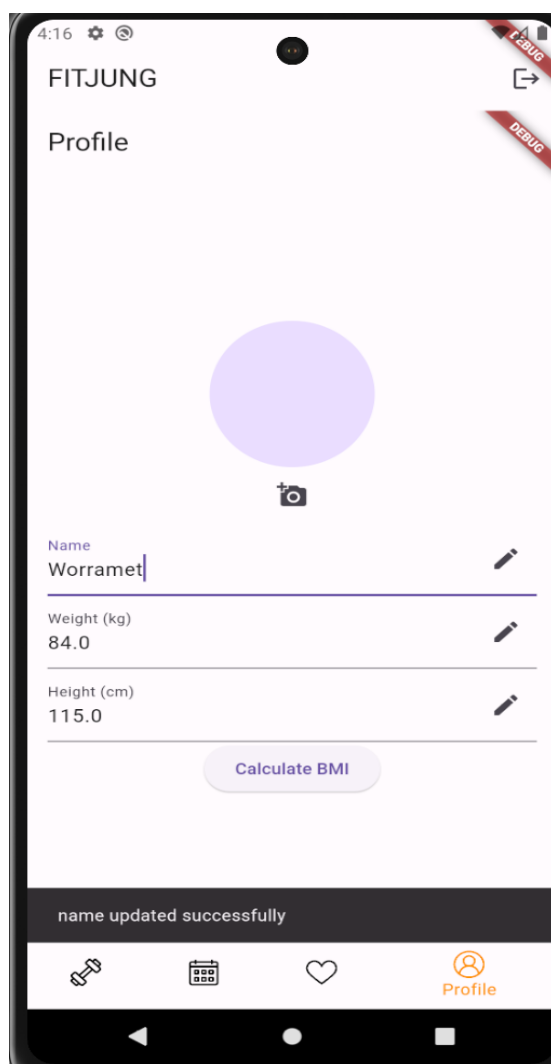 4:16
DEBUG
FITJUNG
Profile
DEBUG
Name
Worramet
Weight (kg)
84.0
Height (cm)
115.0
Calculate BMI
name updated successfully
Profile